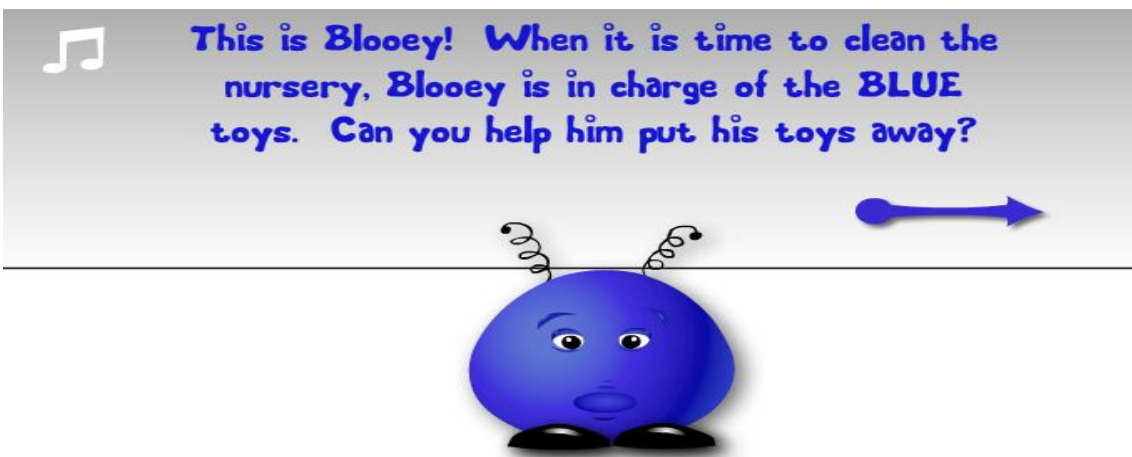 This is Blooey!  When it is time to clean the
nursery, Blooey is in charge of the BLUE
toys.  Can you help him put his toys away?